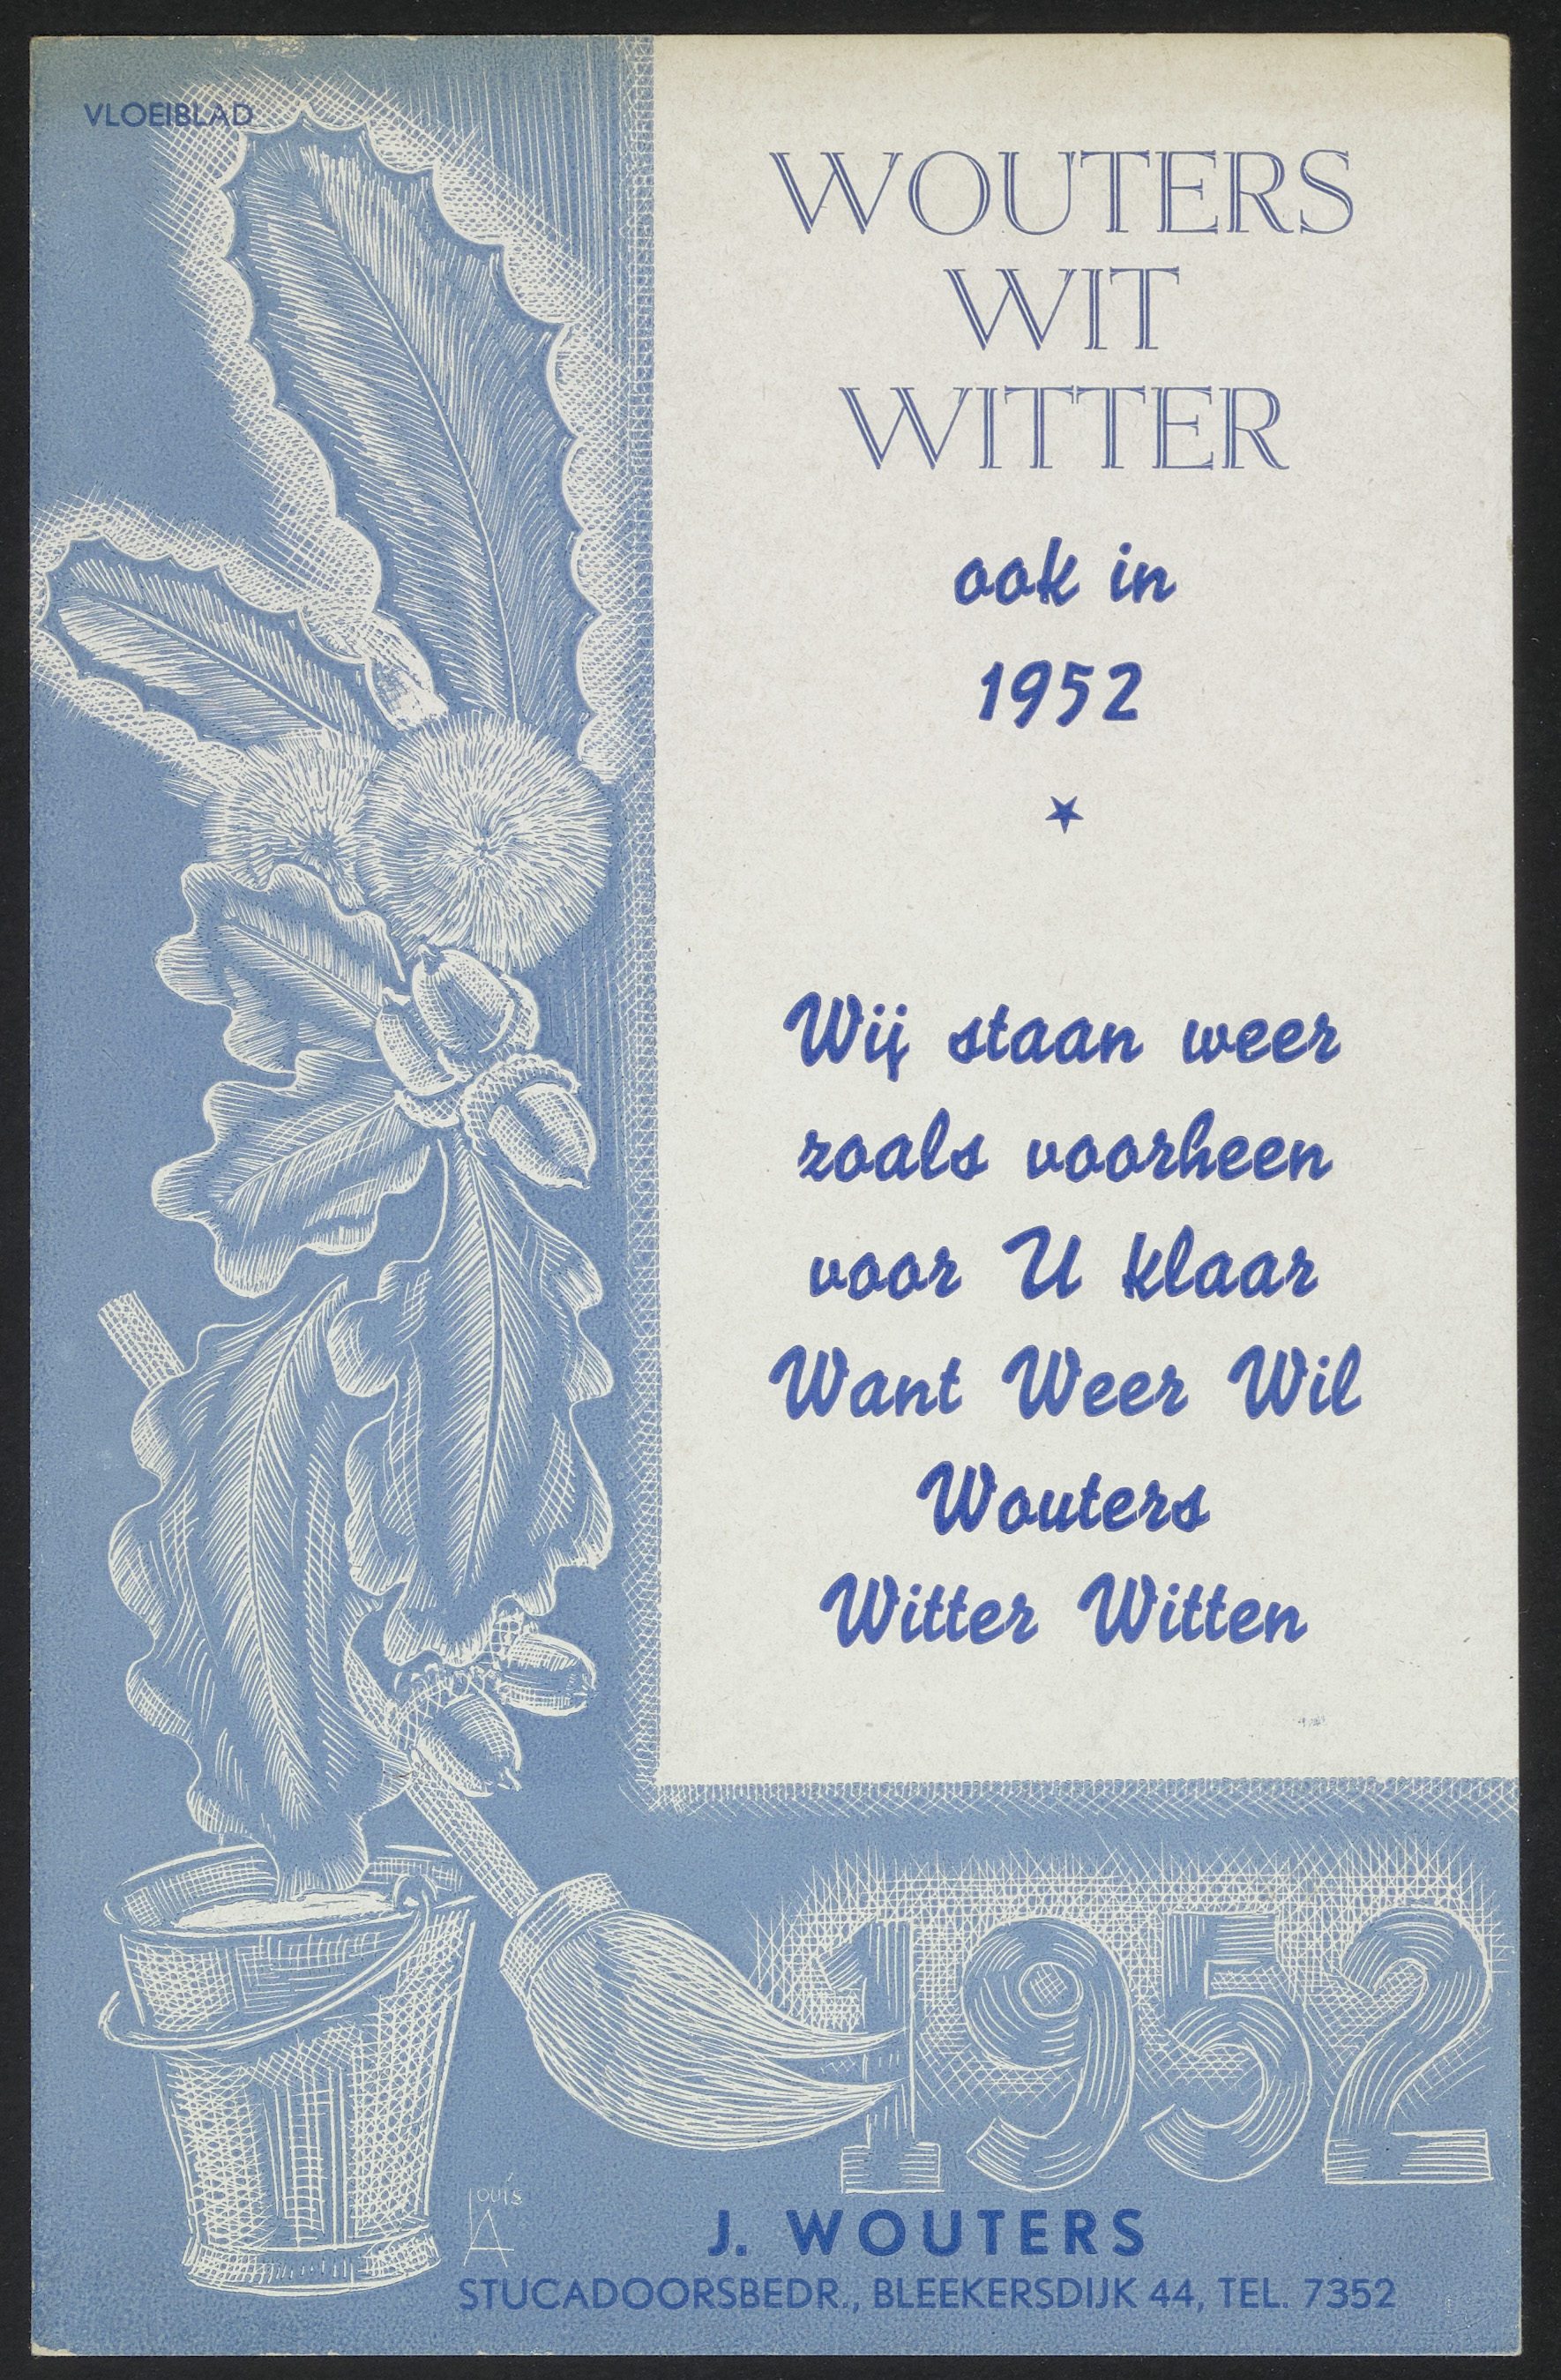 VLOEIBLAD
WOUTERS
WIT
WITTER
ook in
1952
Wij staan weer
zoals voorheen
voor U klaar
Want Weer Wil
Wouters
Witter Witten
1952
Louis
A
J. WOUTERS
STUCADOORSBEDR., BLEEKERSDIJK 44, TEL. 7352